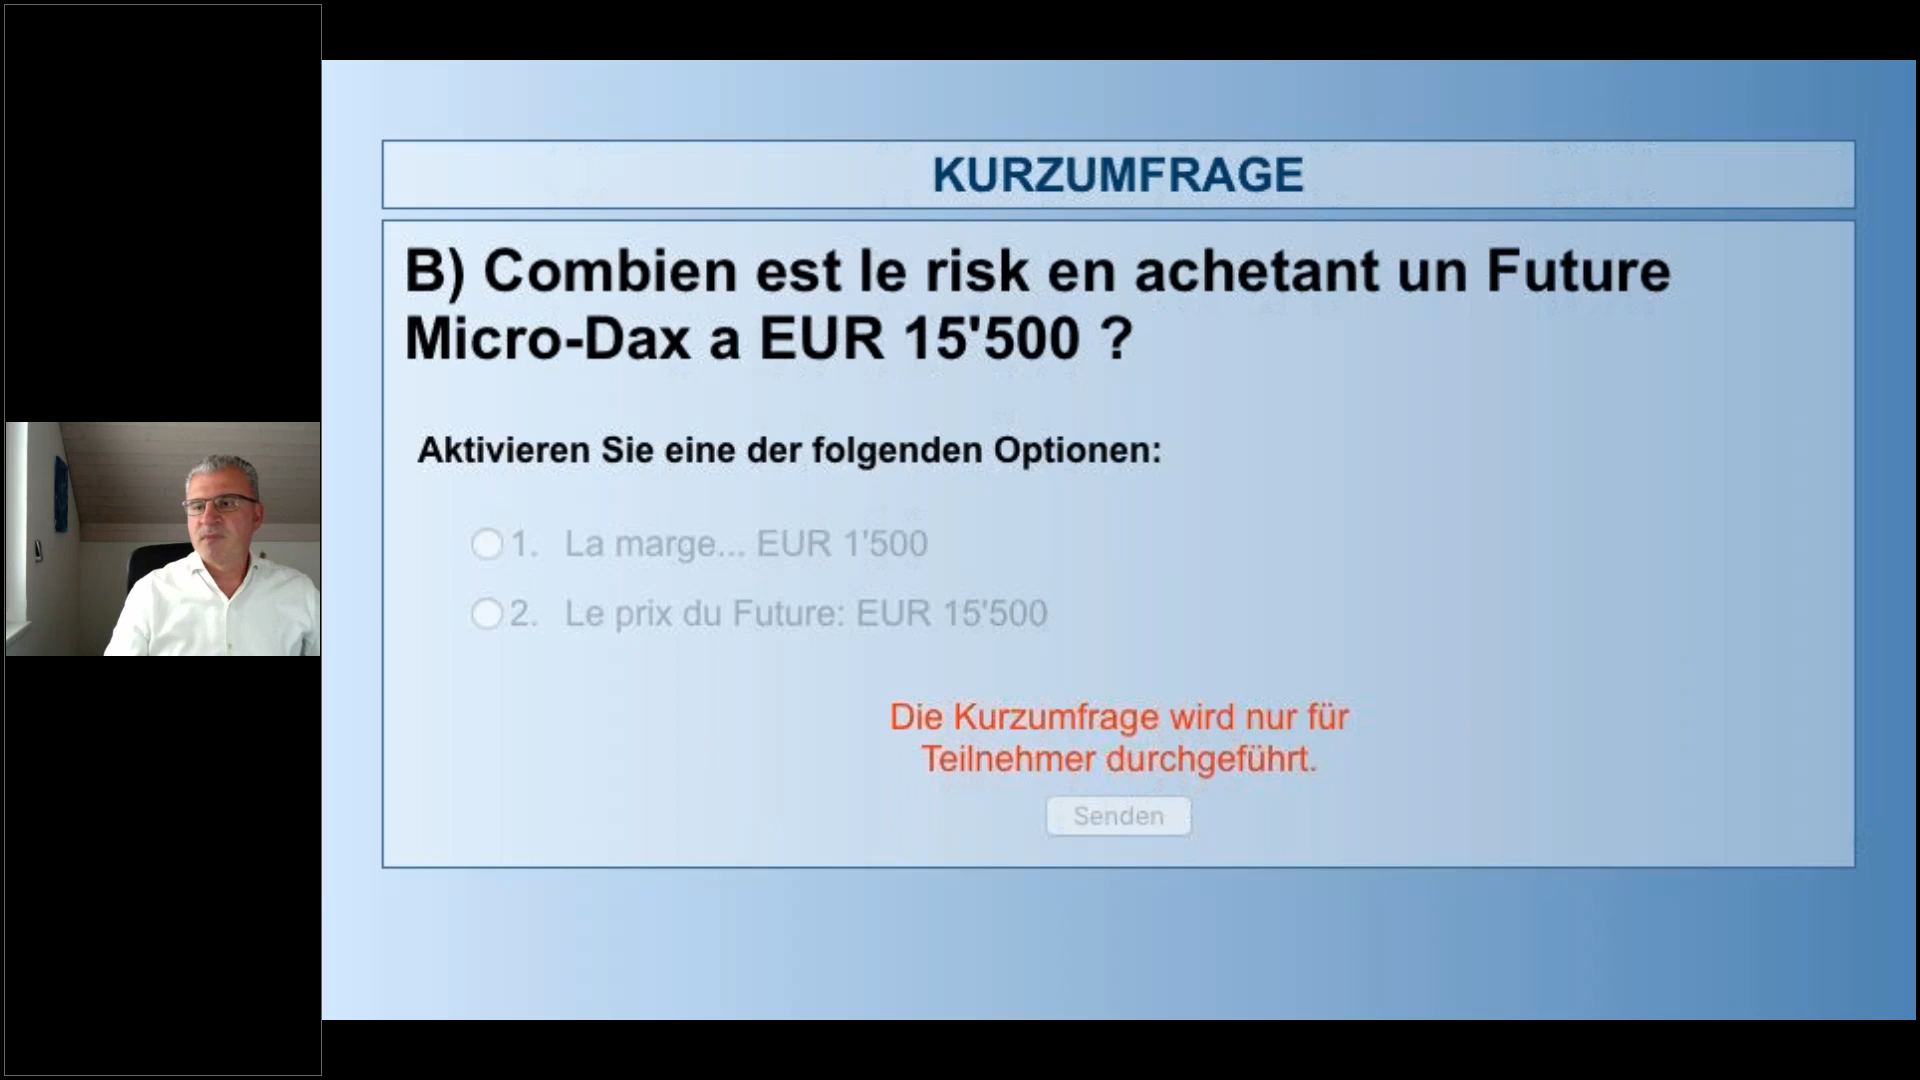 KURZUMFRAGE
B) Combien est le risk en achetant un Future
Micro-Dax a EUR 15'500 ?
Aktivieren Sie eine der folgenden Optionen:
1. La marge... EUR 1'500
2. Le prix du Future: EUR 15'500
Die Kurzumfrage wird nur für
Teilnehmer durchgeführt.
Senden